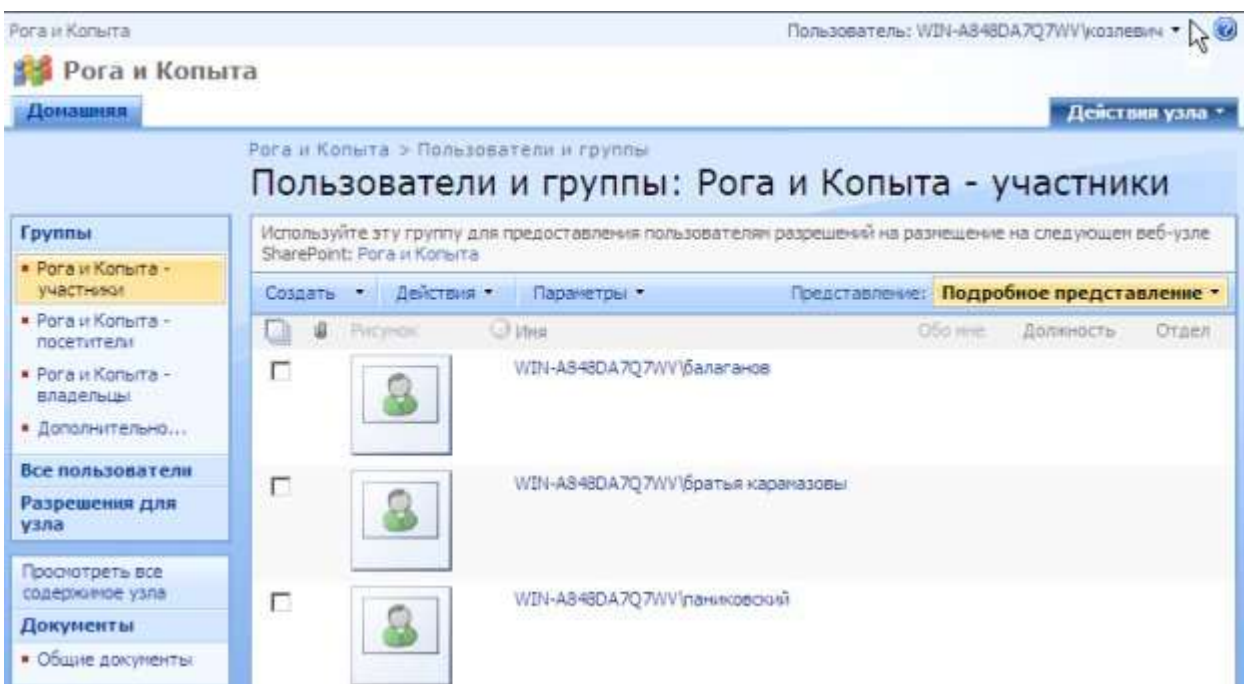 Рога и Копыта
Пользователь: WIN-A848DA7Q7WV\козлевич
Рога и Копыта
Домашняя
Действия узла
Рога и Копыта > Пользователи и группы
Пользователи и группы: Рога и Копыта - участники
Группы
Рога и Копыта -
участники
Рога и Копыта -
посетители
Рога и Копыта -
владельцы
Дополнительно...
Все пользователи
Разрешения для
узла
Просмотреть все
содержимое узла
Документы
Общие документы
Используйте эту группу для предоставления пользователям разрешений на размещение на следующем веб-узле
SharePoint: Рога и Копыта
Создать Действия Параметры Представление: Подробное представление
Рисунок Имя Обо мне Должность Отдел
WIN-A848DA7Q7WV\балаганов
WIN-A848DA7Q7WV\братья карамазовы
WIN-A848DA7Q7WV\паниковский